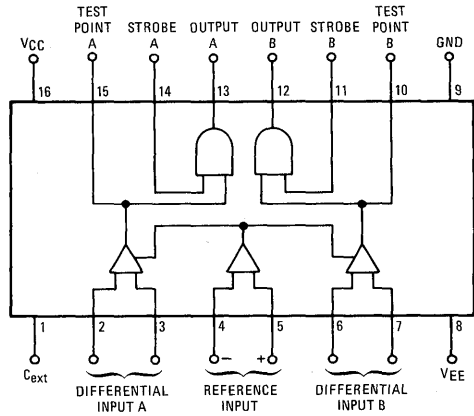 TEST POINT A
STROBE A
OUTPUT A
OUTPUT B
STROBE B
TEST POINT B
VCC
GND
16 15 14 13 12 11 10 9
1 2 3 4 5 6 7 8
− +
Cext
DIFFERENTIAL INPUT A
REFERENCE INPUT
DIFFERENTIAL INPUT B
VEE